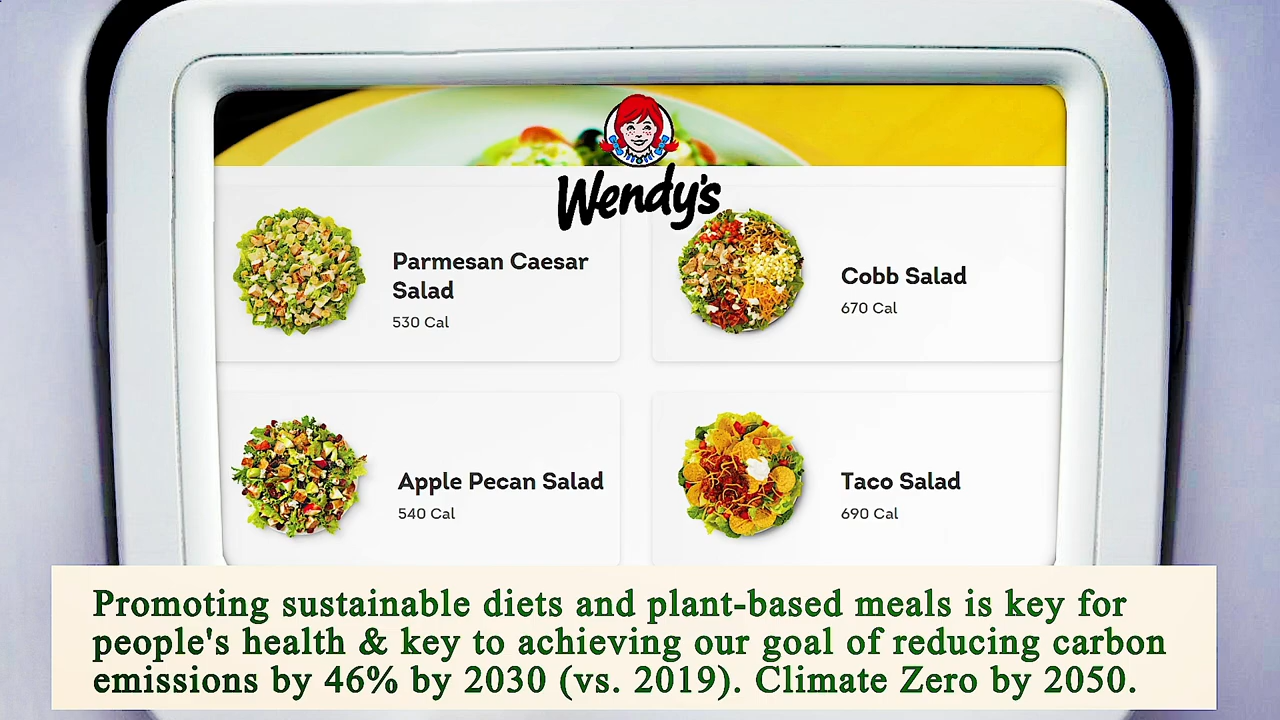 Wendy's
Parmesan Caesar
Salad
530 Cal
Cobb Salad
670 Cal
Apple Pecan Salad
540 Cal
Taco Salad
690 Cal
Promoting sustainable diets and plant-based meals is key for
people's health & key to achieving our goal of reducing carbon
emissions by 46% by 2030 (vs. 2019). Climate Zero by 2050.